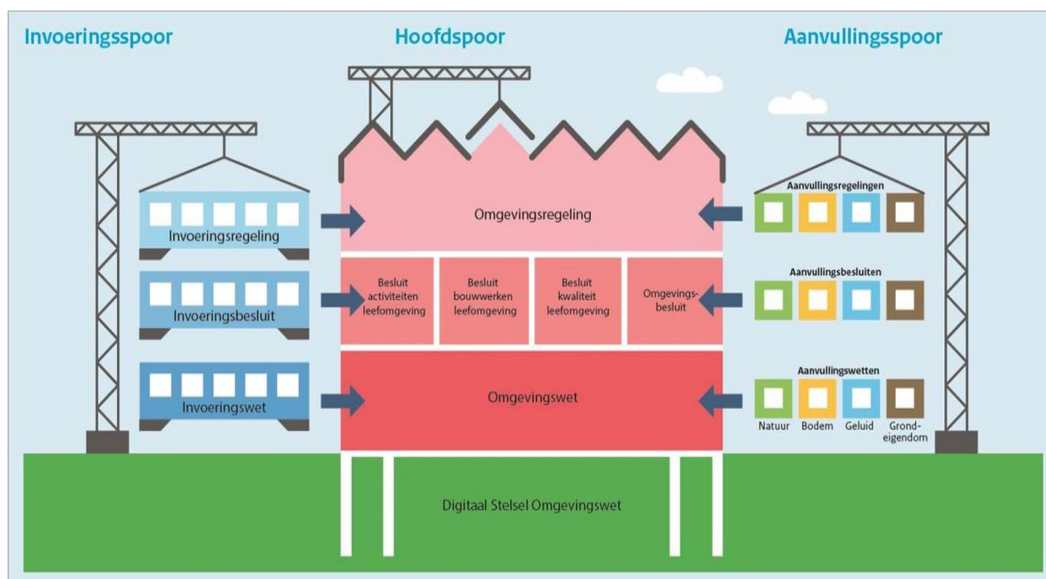 Invoeringsspoor
Hoofdspoor
Aanvullingsspoor
Invoeringsregeling
Invoeringsbesluit
Invoeringswet
Omgevingsregeling
Besluit
activiteiten
leefomgeving
Besluit
bouwwerken
leefomgeving
Besluit
kwaliteit
leefomgeving
Omgevings-
besluit
Omgevingswet
Digitaal Stelsel Omgevingswet
Aanvullingsregelingen
Aanvullingsbesluiten
Aanvullingswetten
Natuur
Bodem
Geluid
Grond-
eigendom